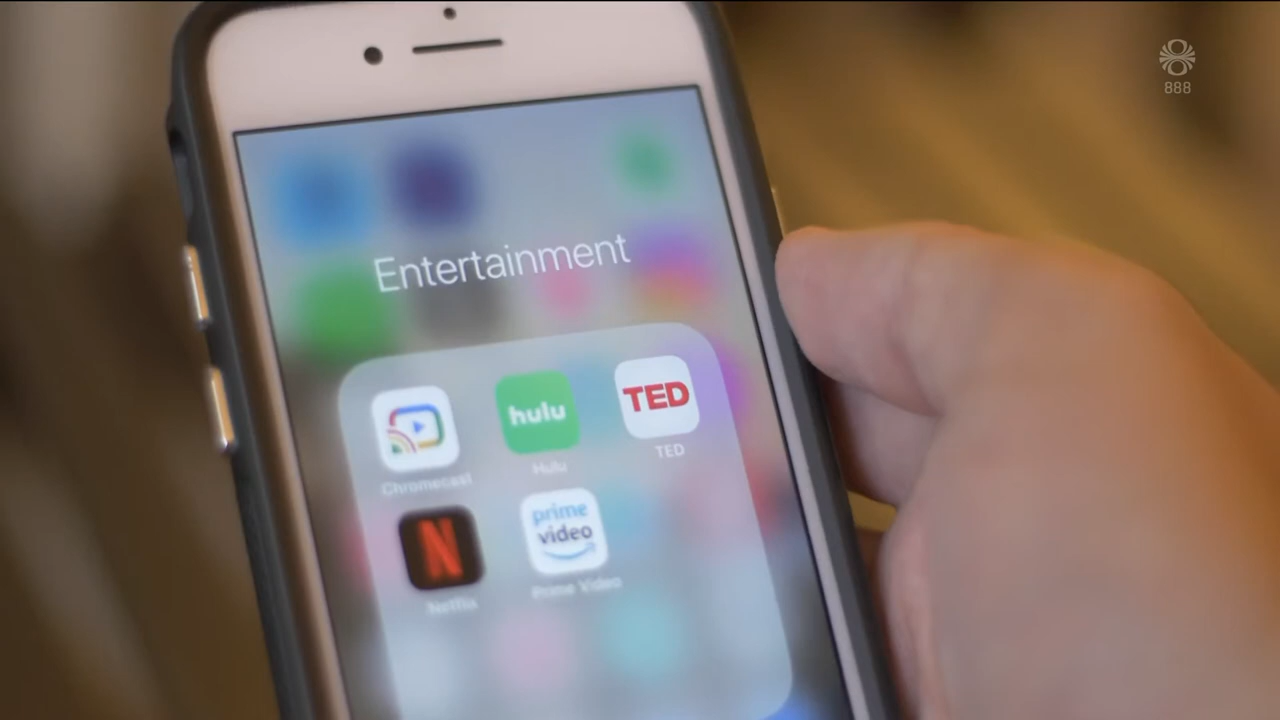 888
Entertainment
hulu
TED
Chromecast
Hulu
TED
N
prime
video
Netflix
Prime Video